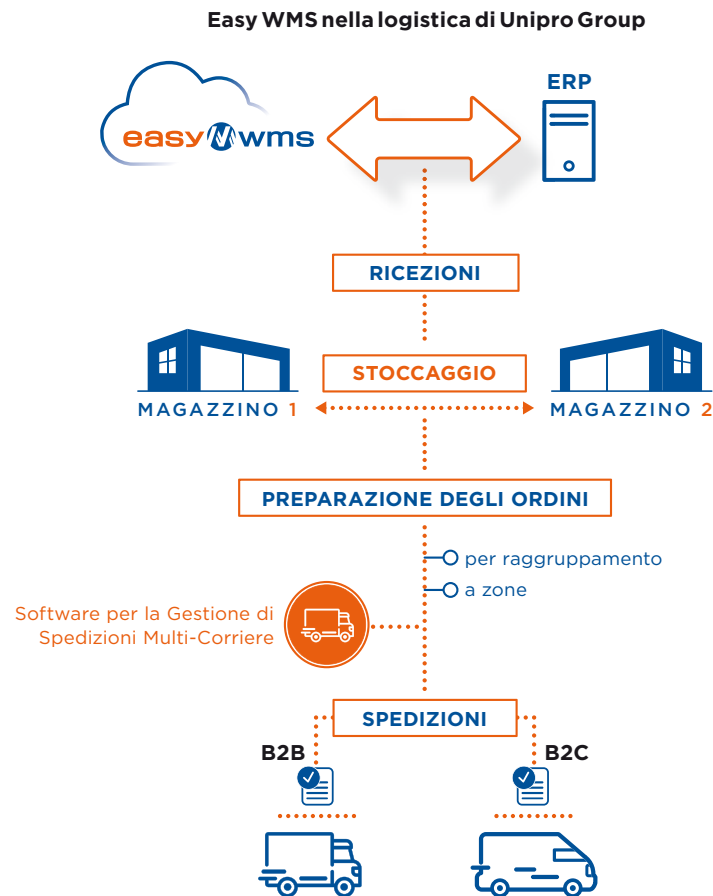 Easy WMS nella logistica di Unipro Group
easy wms
ERP
RICEZIONI
STOCCAGGIO
MAGAZZINO 1
MAGAZZINO 2
PREPARAZIONE DEGLI ORDINI
per raggruppamento
a zone
Software per la Gestione di
Spedizioni Multi-Corriere
SPEDIZIONI
B2B
B2C